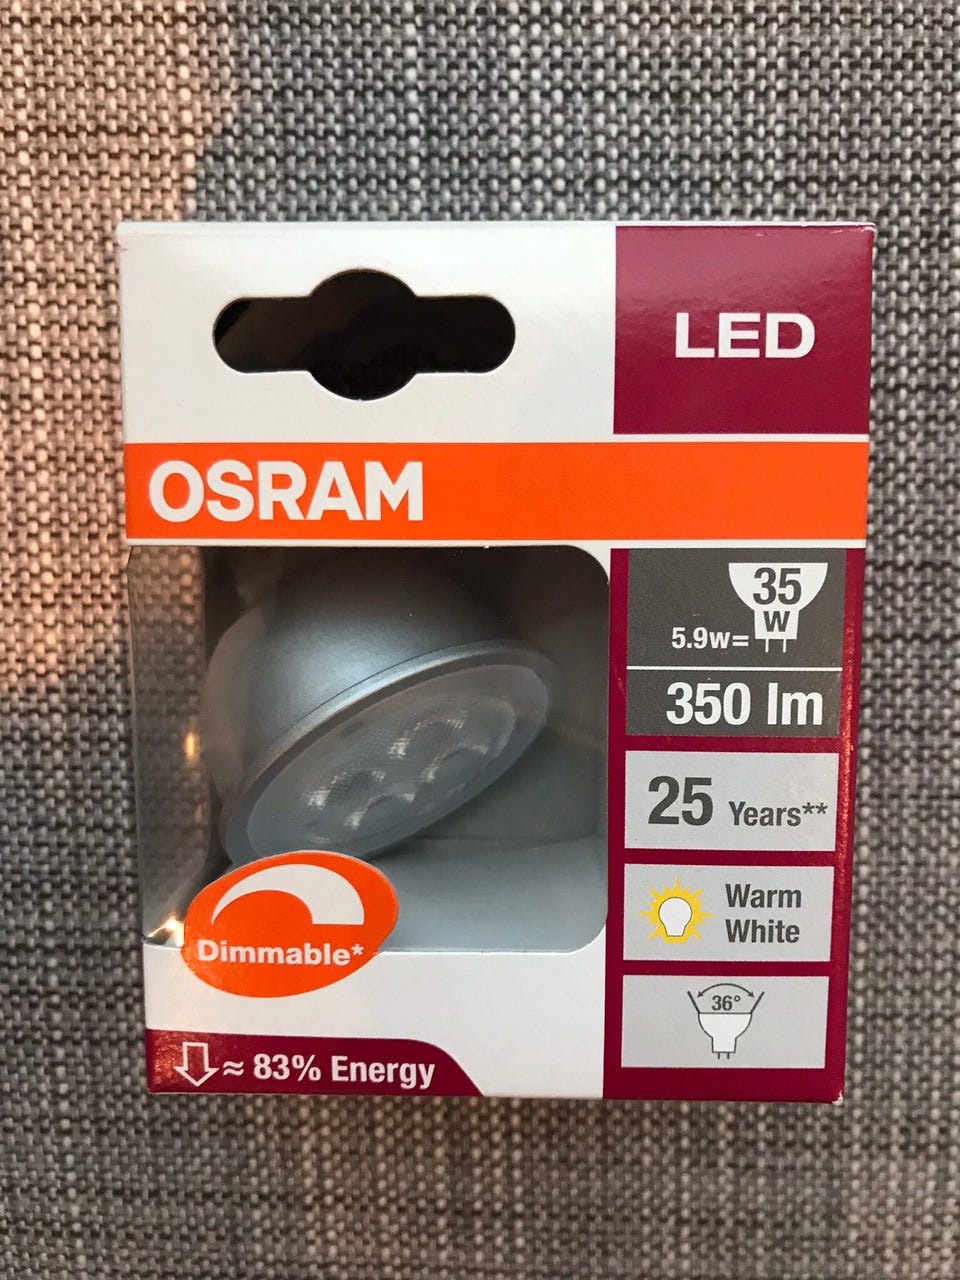 LED
OSRAM
35
W
5.9w=
350 lm
25 Years**
Warm
White
36°
Dimmable*
≈ 83% Energy